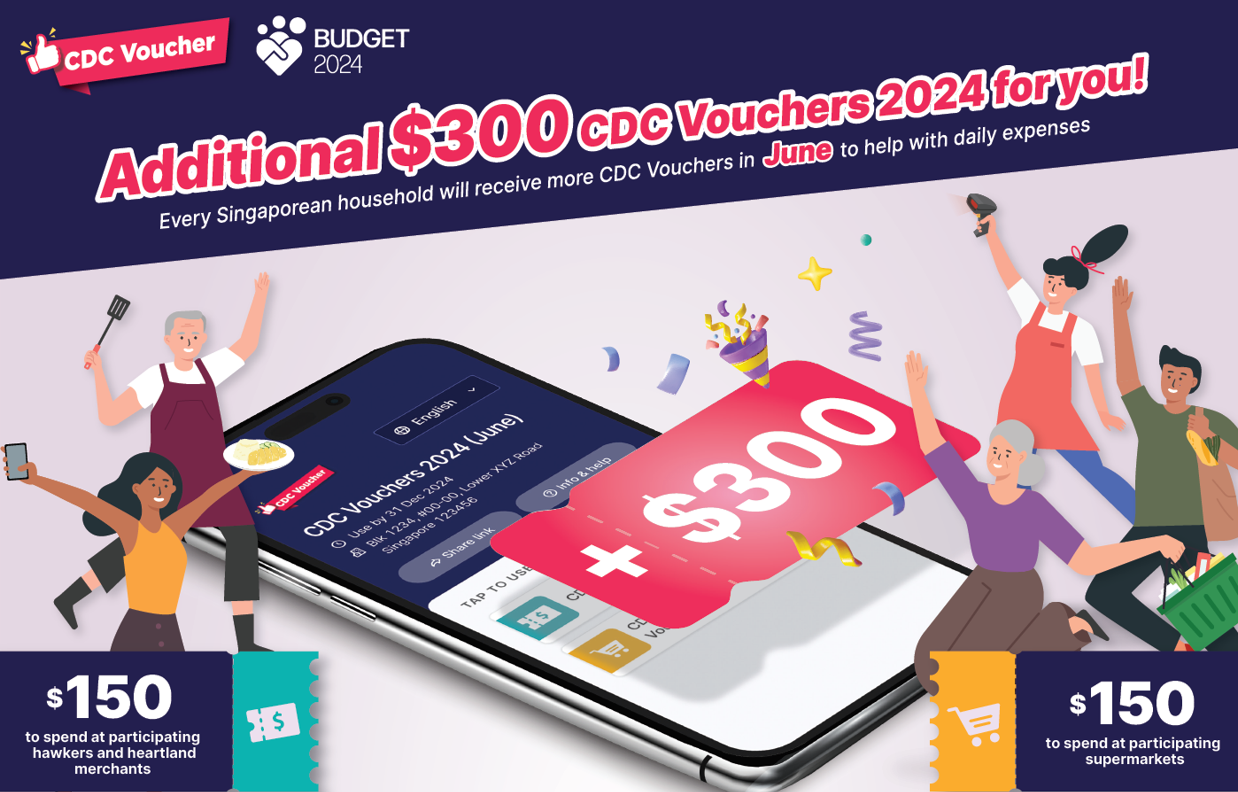 CDC Voucher
BUDGET
2024
Additional $300 CDC Vouchers 2024 for you!
Every Singaporean household will receive more CDC Vouchers in June to help with daily expenses
English
CDC Voucher
CDC Vouchers 2024 (June)
Use by 31 Dec 2024
Blk 1234, #00-00, Lower XYZ Road
Singapore 123456
Share link
Info & help
TAP TO USE
CD
CD
Vo
+ $300
$150
to spend at participating
hawkers and heartland
merchants
$150
to spend at participating
supermarkets